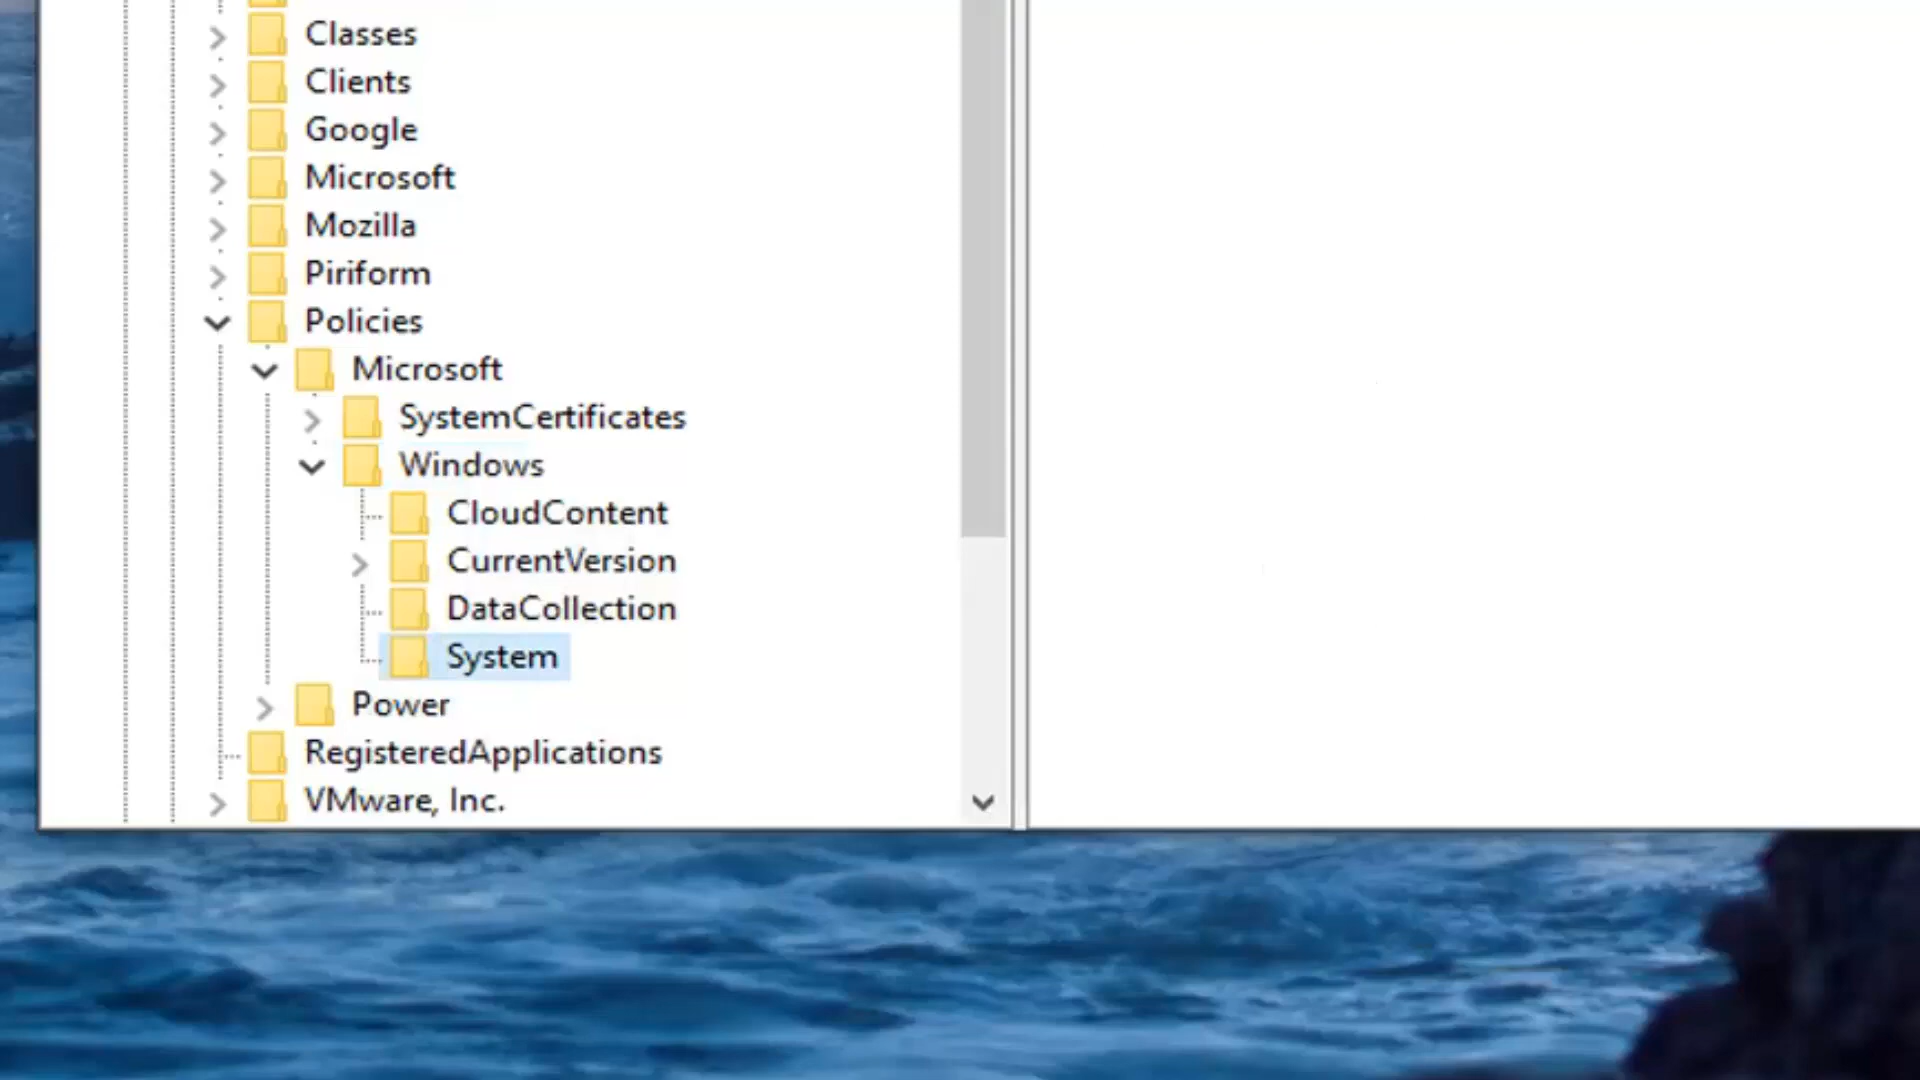 Classes
Clients
Google
Microsoft
Mozilla
Piriform
Policies
Microsoft
SystemCertificates
Windows
CloudContent
CurrentVersion
DataCollection
System
Power
RegisteredApplications
VMware, Inc.